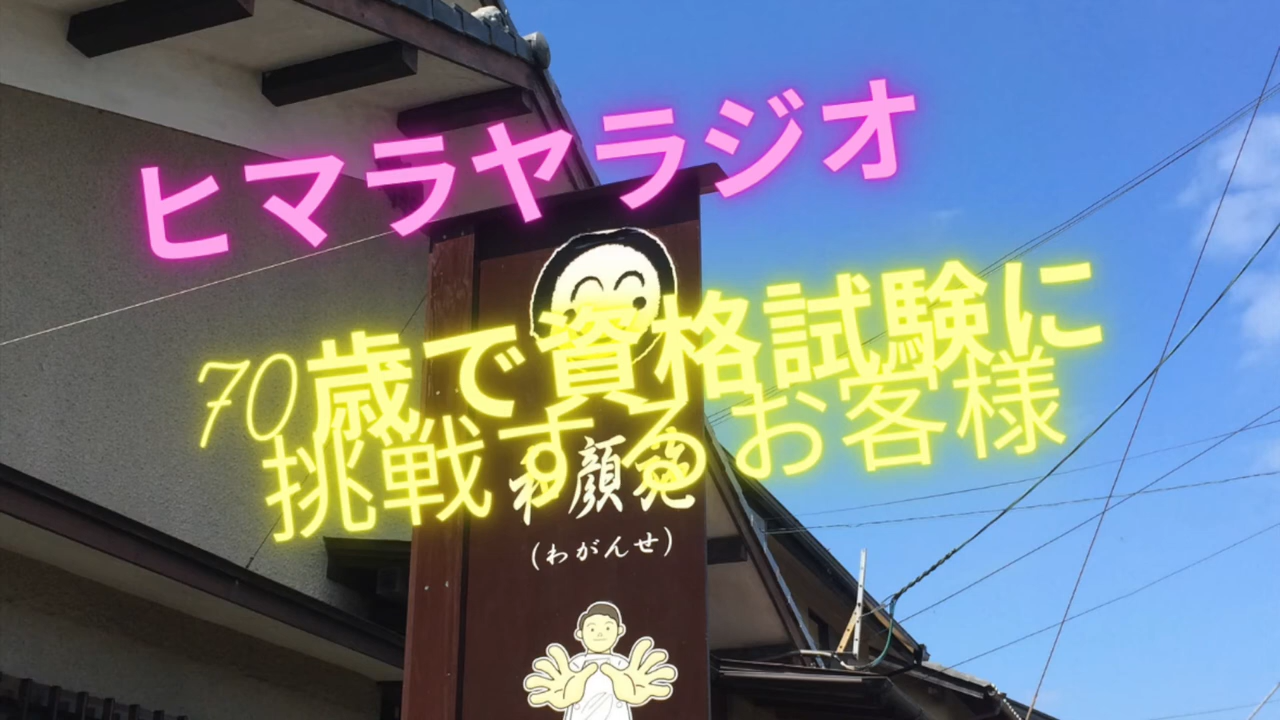 ヒマラヤラジオ
70歳で資格試験に
挑戦するお客様
和顔施
(わがんせ)